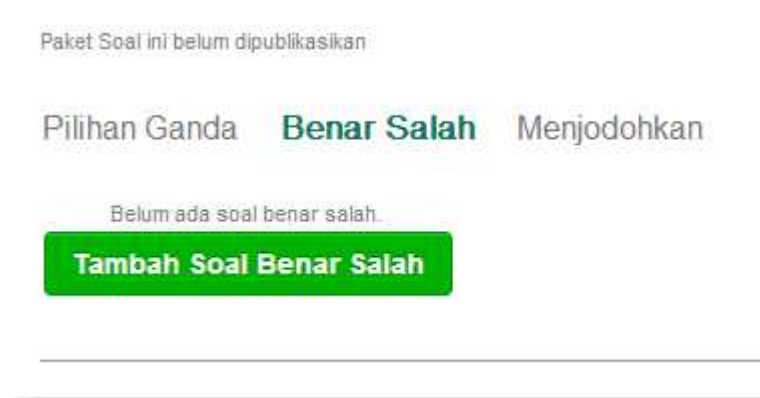 Paket Soal ini belum dipublikasikan
Pilihan Ganda Benar Salah Menjodohkan
Belum ada soal benar salah.
Tambah Soal Benar Salah